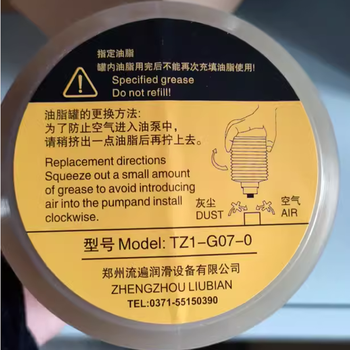 指定油脂
罐内油脂用完后不能再次充填油脂使用!
Specified grease
Do not refill!
油脂罐的更换方法:
为了防止空气进入油泵中,
请稍挤出一点油脂后再拧上去。
Replacement directions
Squeeze out a small amount
of grease to avoid introducing
air into the pumpand install
clockwise.
灰尘 空气
DUST AIR
型号Model: TZ1-G07-0
郑州流遍润滑设备有限公司
ZHENGZHOU LIUBIAN
TEL:0371-55150390